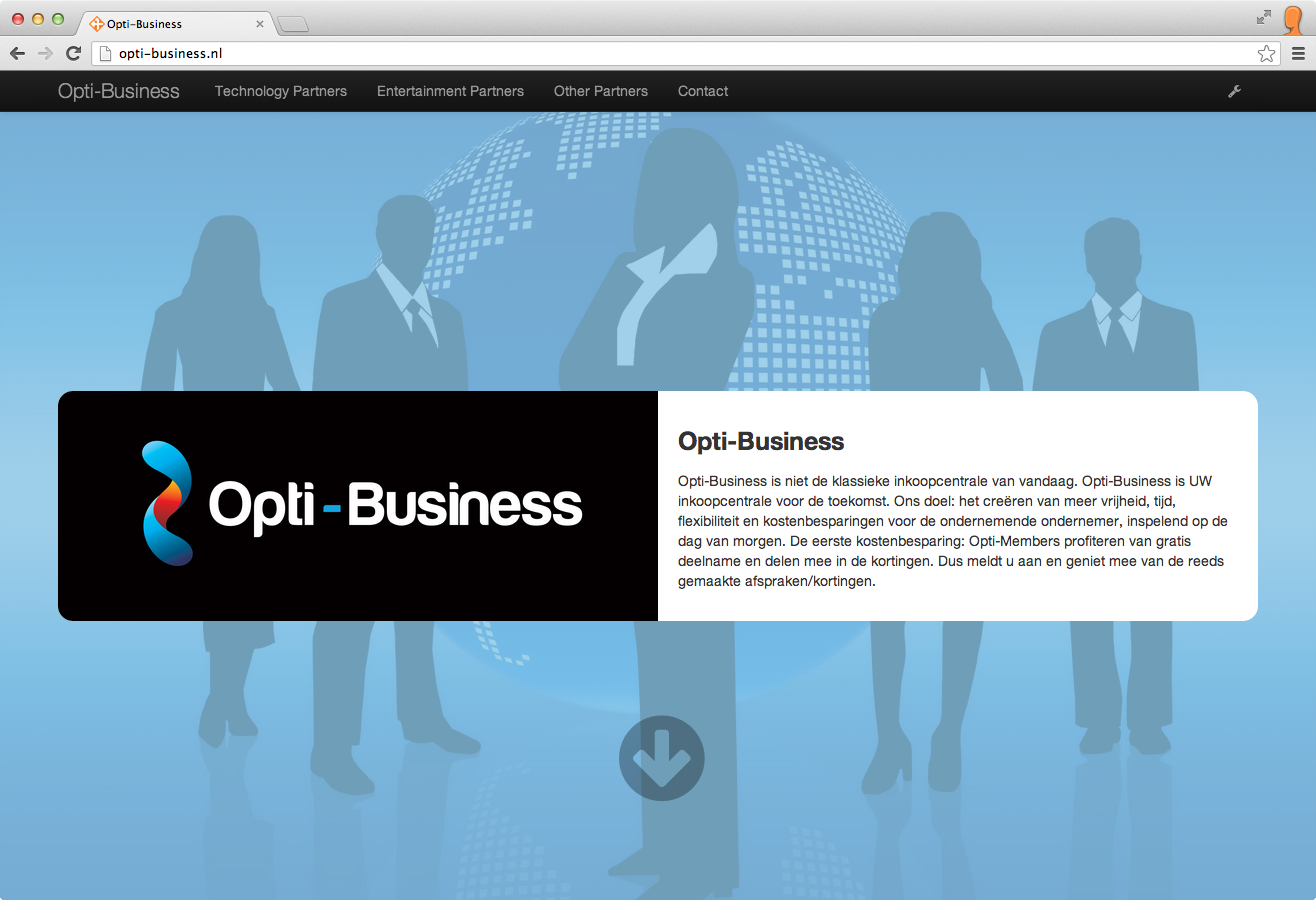 Opti-Business
opti-business.nl
Opti-Business Technology Partners Entertainment Partners Other Partners Contact
Opti-Business
Opti-Business
Opti-Business is niet de klassieke inkoopcentrale van vandaag. Opti-Business is UW
inkoopcentrale voor de toekomst. Ons doel: het creëren van meer vrijheid, tijd,
flexibiliteit en kostenbesparingen voor de ondernemende ondernemer, inspelend op de
dag van morgen. De eerste kostenbesparing: Opti-Members profiteren van gratis
deelname en delen mee in de kortingen. Dus meldt u aan en geniet mee van de reeds
gemaakte afspraken/kortingen.